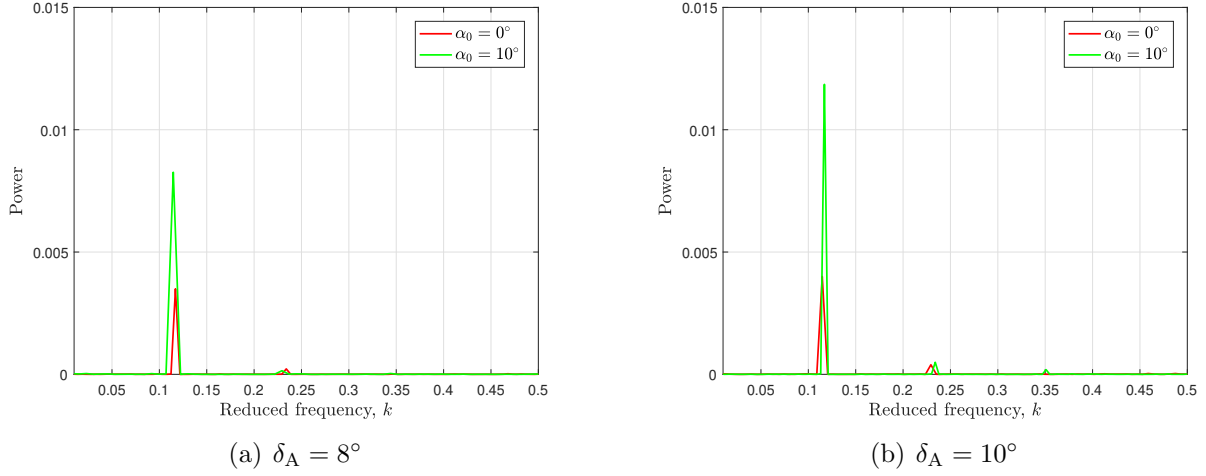 0.015
α₀ = 0°
α₀ = 10°
0.01
Power
0.005
0
0.05 0.1 0.15 0.2 0.25 0.3 0.35 0.4 0.45 0.5
Reduced frequency, k
(a) δ_A = 8°
0.015
α₀ = 0°
α₀ = 10°
0.01
Power
0.005
0
0.05 0.1 0.15 0.2 0.25 0.3 0.35 0.4 0.45 0.5
Reduced frequency, k
(b) δ_A = 10°